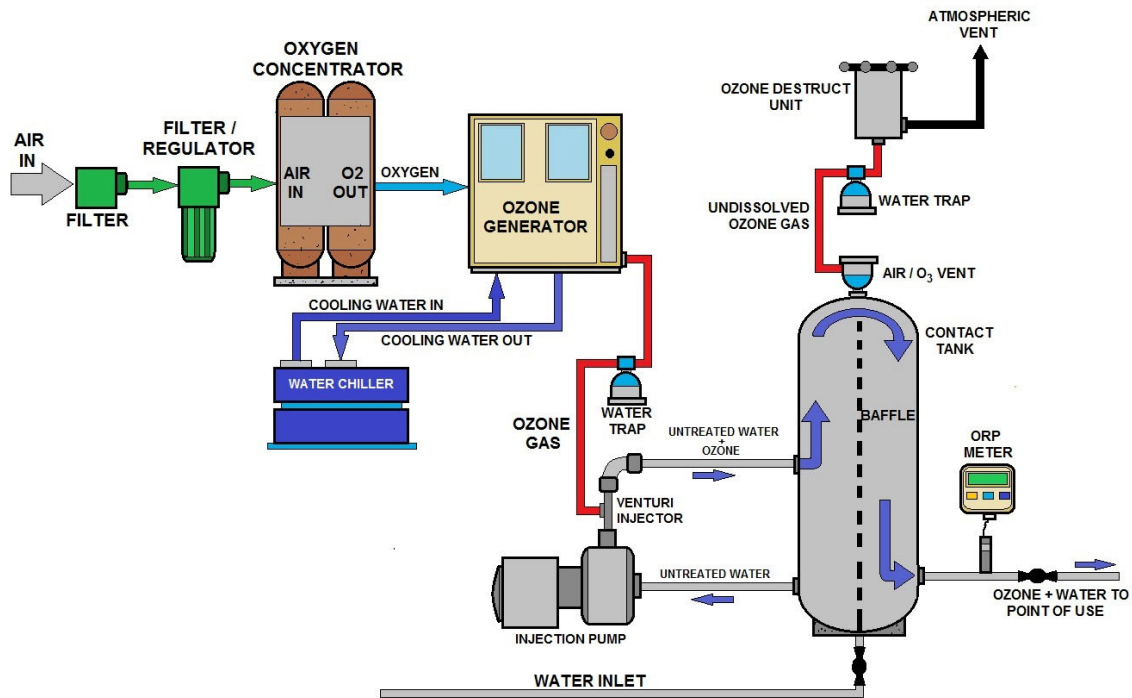 ATMOSPHERIC
VENT
OXYGEN
CONCENTRATOR
OZONE DESTRUCT
UNIT
FILTER /
REGULATOR
AIR
IN
FILTER
AIR
IN
O2
OUT
OXYGEN
OZONE
GENERATOR
WATER TRAP
UNDISSOLVED
OZONE GAS
AIR / O3 VENT
COOLING WATER IN
COOLING WATER OUT
CONTACT
TANK
WATER CHILLER
WATER
TRAP
OZONE
GAS
BAFFLE
UNTREATED WATER
+
OZONE
ORP
METER
VENTURI
INJECTOR
UNTREATED WATER
OZONE + WATER TO
POINT OF USE
INJECTION PUMP
WATER INLET